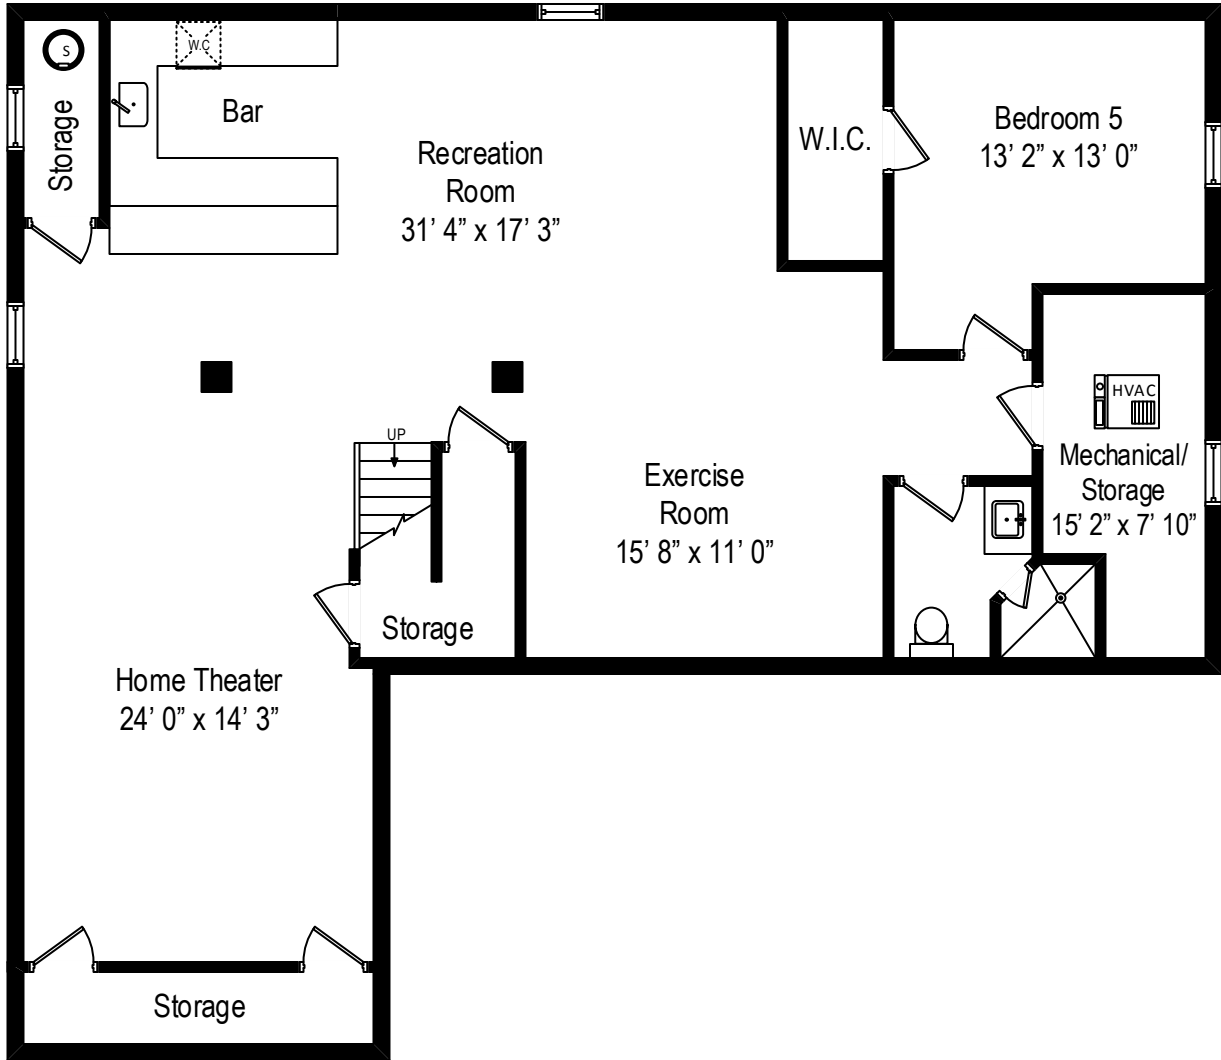 S
W.C
Storage
Bar
Recreation
Room
31’ 4” x 17’ 3”
W.I.C.
Bedroom 5
13’ 2” x 13’ 0”
HVAC
Mechanical/
Storage
15’ 2” x 7’ 10”
UP
Exercise
Room
15’ 8” x 11’ 0”
Storage
Home Theater
24’ 0” x 14’ 3”
Storage